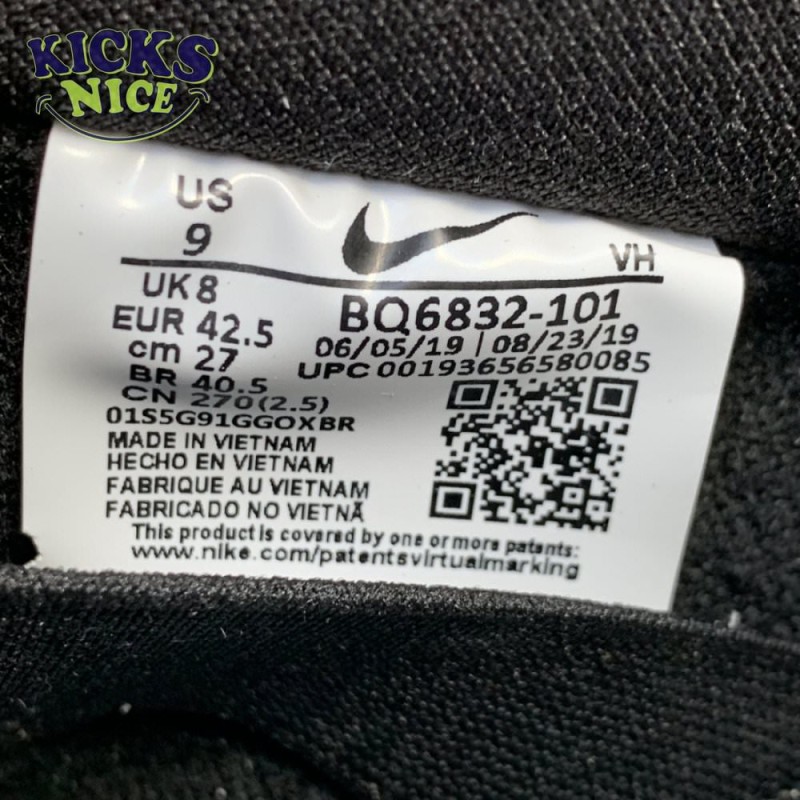 KICKS
NICE
US
9
VH
UK 8
EUR 42.5
cm 27
BR 40.5
CN 270(2.5)
BQ6832-101
06/05/19 | 08/23/19
UPC 00193656580085
01S5G91GGOXBR
MADE IN VIETNAM
HECHO EN VIETNAM
FABRIQUE AU VIETNAM
FABRICADO NO VIETNÃ
This product is covered by one or more patents:
www.nike.com/patentsvirtualmarking